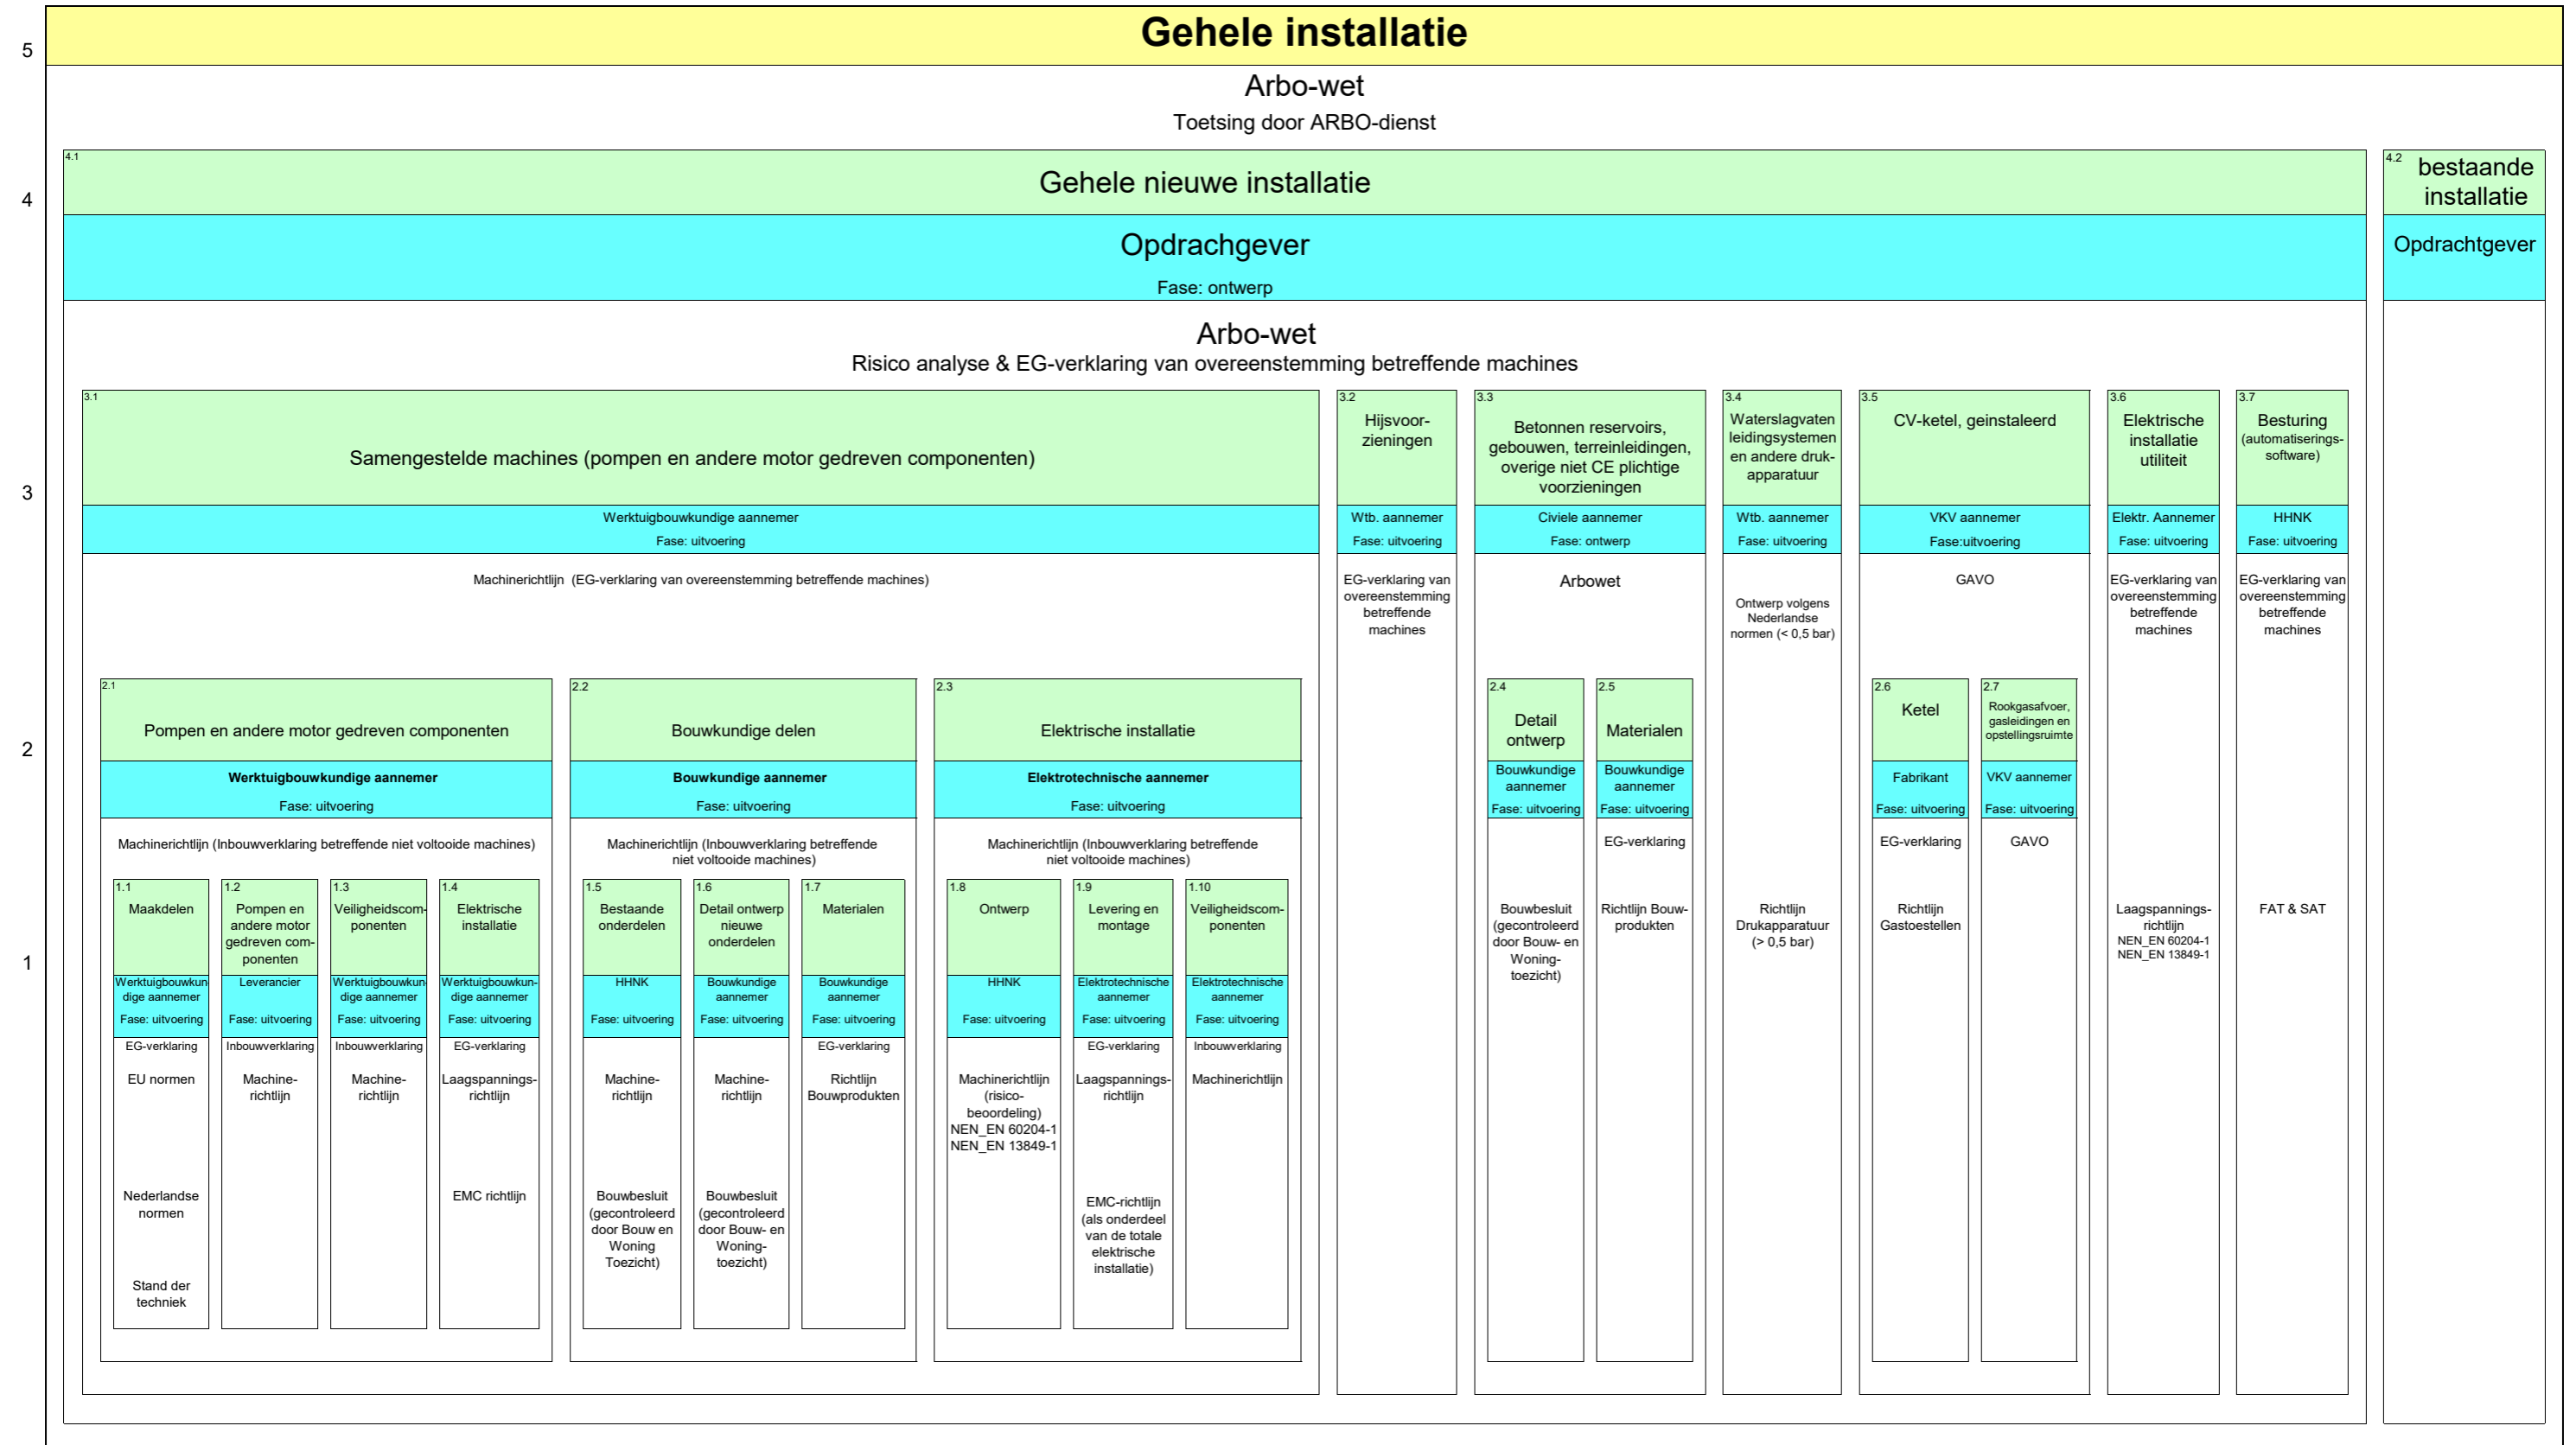 5
Gehele installatie
Arbo-wet
Toetsing door ARBO-dienst
4
4.1
Gehele nieuwe installatie
Opdrachgever
Fase: ontwerp
4.2
bestaande
installatie
Opdrachtgever
Arbo-wet
Risico analyse & EG-verklaring van overeenstemming betreffende machines
3
3.1
Samengestelde machines (pompen en andere motor gedreven componenten)
Werktuigbouwkundige aannemer
Fase: uitvoering
Machinerichtlijn (EG-verklaring van overeenstemming betreffende machines)
3.2
Hijsvoor-
zieningen
Wtb. aannemer
Fase: uitvoering
EG-verklaring van
overeenstemming
betreffende
machines
3.3
Betonnen reservoirs,
gebouwen, terreinleidingen,
overige niet CE plichtige
voorzieningen
Civiele aannemer
Fase: ontwerp
Arbowet
3.4
Waterslagvaten
leidingsystemen
en andere druk-
apparatuur
Wtb. aannemer
Fase: uitvoering
Ontwerp volgens
Nederlandse
normen (< 0,5 bar)
Richtlijn
Drukapparatuur
(> 0,5 bar)
3.5
CV-ketel, geinstaleerd
VKV aannemer
Fase:uitvoering
GAVO
3.6
Elektrische
installatie
utiliteit
Elektr. Aannemer
Fase: uitvoering
EG-verklaring van
overeenstemming
betreffende
machines
Laagspannings-
richtlijn
NEN_EN 60204-1
NEN_EN 13849-1
3.7
Besturing
(automatiserings-
software)
HHNK
Fase: uitvoering
EG-verklaring van
overeenstemming
betreffende
machines
FAT & SAT
2
2.1
Pompen en andere motor gedreven componenten
Werktuigbouwkundige aannemer
Fase: uitvoering
Machinerichtlijn (Inbouwverklaring betreffende niet voltooide machines)
2.2
Bouwkundige delen
Bouwkundige aannemer
Fase: uitvoering
Machinerichtlijn (Inbouwverklaring betreffende
niet voltooide machines)
2.3
Elektrische installatie
Elektrotechnische aannemer
Fase: uitvoering
Machinerichtlijn (Inbouwverklaring betreffende
niet voltooide machines)
2.4
Detail
ontwerp
Bouwkundige
aannemer
Fase: uitvoering
Bouwbesluit
(gecontroleerd
door Bouw- en
Woning-
toezicht)
2.5
Materialen
Bouwkundige
aannemer
Fase: uitvoering
EG-verklaring
Richtlijn Bouw-
produkten
2.6
Ketel
Fabrikant
Fase: uitvoering
EG-verklaring
Richtlijn
Gastoestellen
2.7
Rookgasafvoer,
gasleidingen en
opstellingsruimte
VKV aannemer
Fase: uitvoering
GAVO
1
1.1
Maakdelen
Werktuigbouwkun
dige aannemer
Fase: uitvoering
EG-verklaring
EU normen
Nederlandse
normen
Stand der
techniek
1.2
Pompen en
andere motor
gedreven com-
ponenten
Leverancier
Fase: uitvoering
Inbouwverklaring
Machine-
richtlijn
1.3
Veiligheidscom-
ponenten
Werktuigbouwkun
dige aannemer
Fase: uitvoering
Inbouwverklaring
Machine-
richtlijn
1.4
Elektrische
installatie
Werktuigbouwkun-
dige aannemer
Fase: uitvoering
EG-verklaring
Laagspannings-
richtlijn
EMC richtlijn
1.5
Bestaande
onderdelen
HHNK
Fase: uitvoering
Machine-
richtlijn
Bouwbesluit
(gecontroleerd
door Bouw en
Woning
Toezicht)
1.6
Detail ontwerp
nieuwe
onderdelen
Bouwkundige
aannemer
Fase: uitvoering
Machine-
richtlijn
Bouwbesluit
(gecontroleerd
door Bouw- en
Woning-
toezicht)
1.7
Materialen
Bouwkundige
aannemer
Fase: uitvoering
EG-verklaring
Richtlijn
Bouwprodukten
1.8
Ontwerp
HHNK
Fase: uitvoering
Machinerichtlijn
(risico-
beoordeling)
NEN_EN 60204-1
NEN_EN 13849-1
1.9
Levering en
montage
Elektrotechnische
aannemer
Fase: uitvoering
EG-verklaring
Laagspannings-
richtlijn
EMC-richtlijn
(als onderdeel
van de totale
elektrische
installatie)
1.10
Veiligheidscom-
ponenten
Elektrotechnische
aannemer
Fase: uitvoering
Inbouwverklaring
Machinerichtlijn